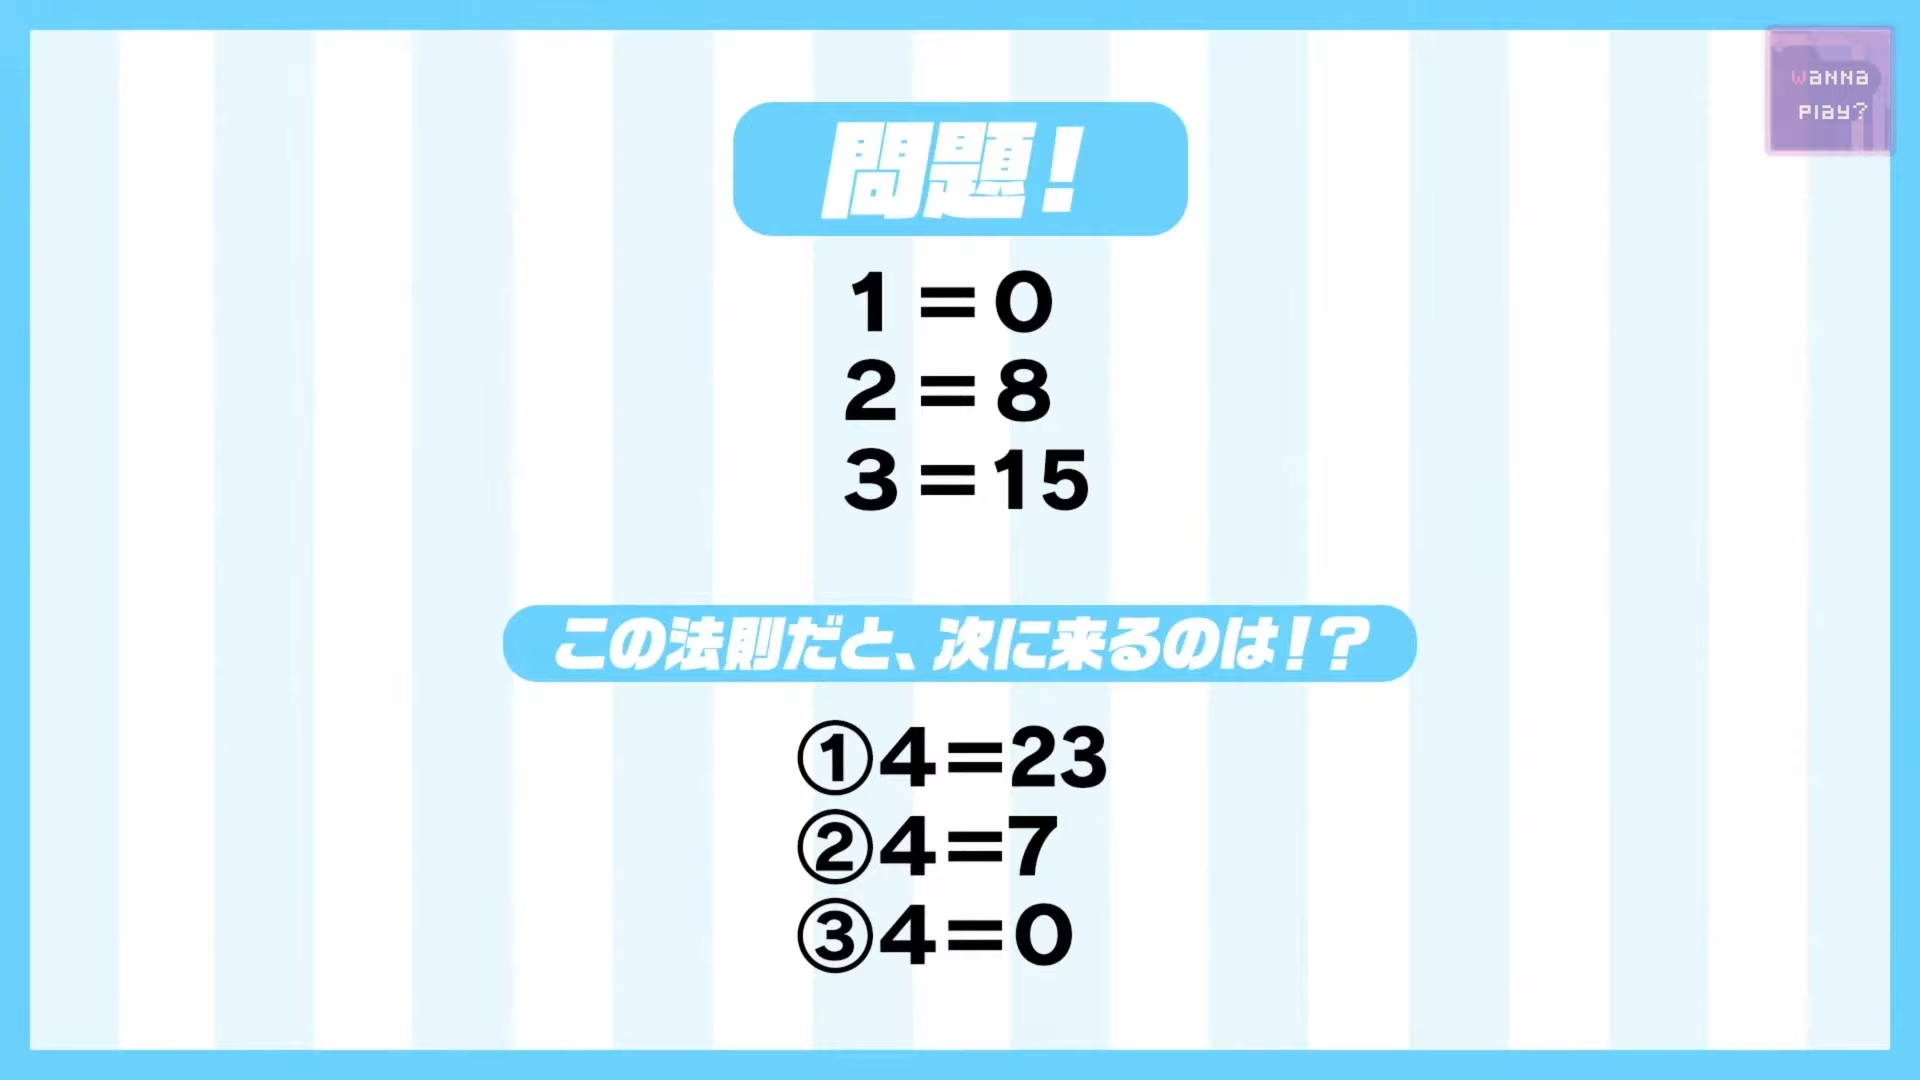 wanna
play?
問題!
1=0
2=8
3=15
この法則だと、次に来るのは!?
①4=23
②4=7
③4=0